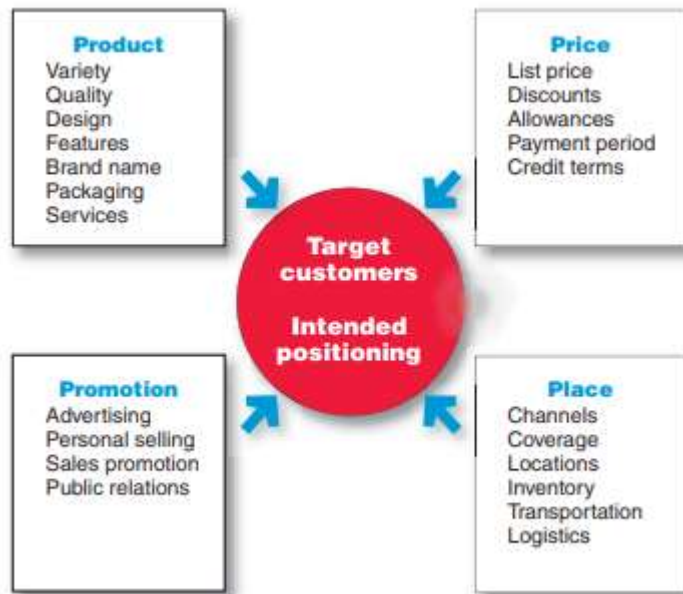 Product
Variety
Quality
Design
Features
Brand name
Packaging
Services
Price
List price
Discounts
Allowances
Payment period
Credit terms
Target
customers
Intended
positioning
Promotion
Advertising
Personal selling
Sales promotion
Public relations
Place
Channels
Coverage
Locations
Inventory
Transportation
Logistics